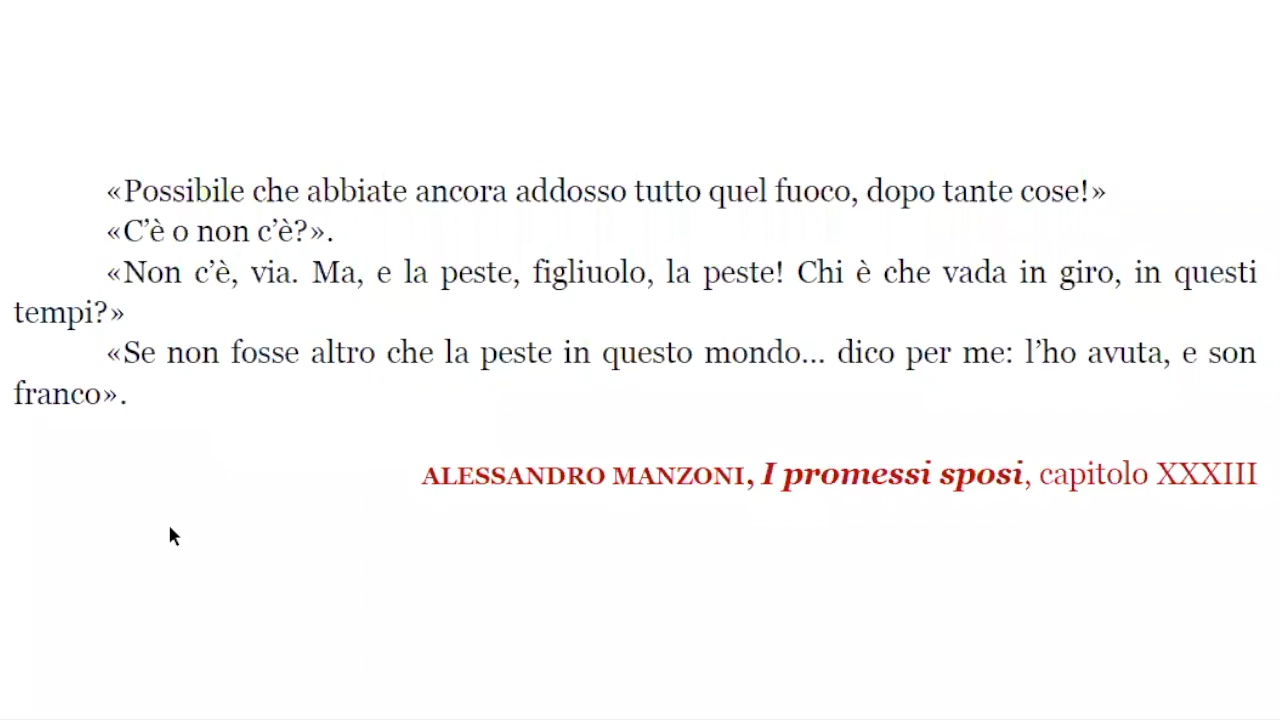 «Possibile che abbiate ancora addosso tutto quel fuoco, dopo tante cose!»
«C’è o non c’è?».
«Non c’è, via. Ma, e la peste, figliuolo, la peste! Chi è che vada in giro, in questi
tempi?»
«Se non fosse altro che la peste in questo mondo... dico per me: l’ho avuta, e son
franco».
ALESSANDRO MANZONI, I promessi sposi, capitolo XXXIII